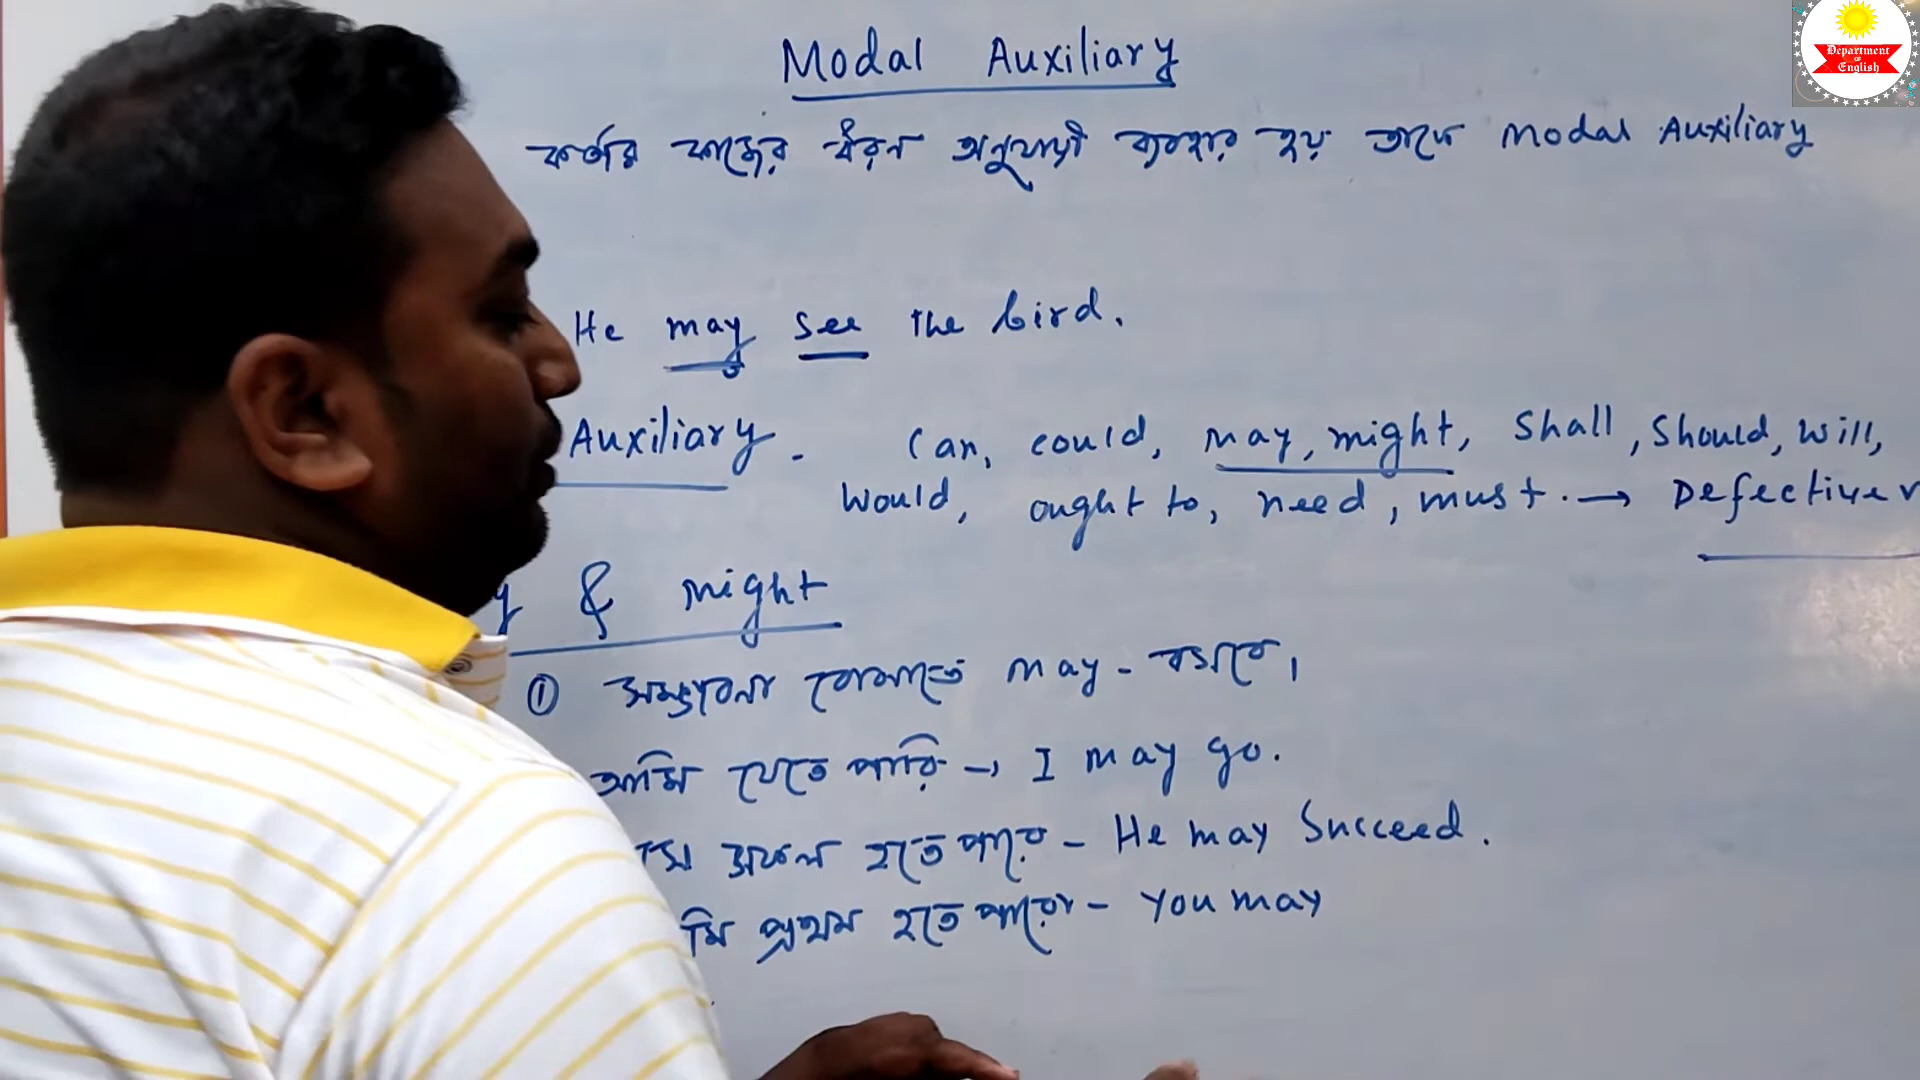 Modal Auxiliary
Department
OF
English
কর্তার কাজের ধরন অনুযায়ী ব্যবহার হয় তাকে Modal Auxiliary
He may see the bird.
Auxiliary - Can, could, may, might, Shall, Should, will,
would, ought to, need, must. → Defective v
y & might
① সম্ভাবনা বোঝাতে may - বসবে।
আমি যেতে পারি → I may go.
সফল হতে পারে - He may Succeed.
মি প্রথম হতে পারো - You may